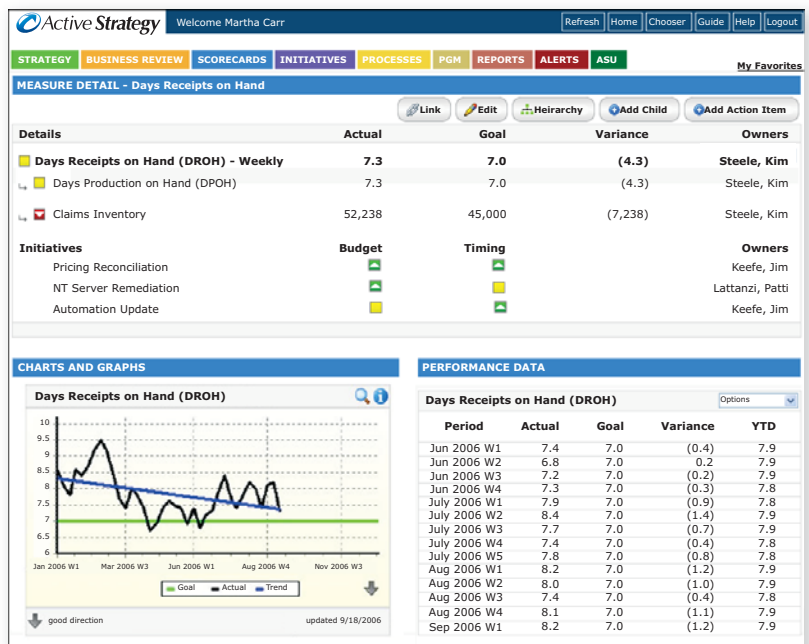 Active Strategy Welcome Martha Carr Refresh Home Chooser Guide Help Logout
STRATEGY BUSINESS REVIEW SCORECARDS INITIATIVES PROCESSES PGM REPORTS ALERTS ASU My Favorites
MEASURE DETAIL - Days Receipts on Hand
Link Edit Heirarchy Add Child Add Action Item
Details Actual Goal Variance Owners
Days Receipts on Hand (DROH) - Weekly 7.3 7.0 (4.3) Steele, Kim
Days Production on Hand (DPOH) 7.3 7.0 (4.3) Steele, Kim
Claims Inventory 52,238 45,000 (7,238) Steele, Kim
Initiatives Budget Timing Owners
Pricing Reconciliation Keefe, Jim
NT Server Remediation Lattanzi, Patti
Automation Update Keefe, Jim
CHARTS AND GRAPHS
Days Receipts on Hand (DROH)
10
9.5
9
8.5
8
7.5
7
6.5
6
Jan 2006 W1 Mar 2006 W3 Jun 2006 W1 Aug 2006 W4 Nov 2006 W3
Goal Actual Trend
good direction updated 9/18/2006
PERFORMANCE DATA
Days Receipts on Hand (DROH) Options
Period Actual Goal Variance YTD
Jun 2006 W1 7.4 7.0 (0.4) 7.9
Jun 2006 W2 6.8 7.0 0.2 7.9
Jun 2006 W3 7.2 7.0 (0.2) 7.9
Jun 2006 W4 7.3 7.0 (0.3) 7.8
July 2006 W1 7.9 7.0 (0.9) 7.8
July 2006 W2 8.4 7.0 (1.4) 7.9
July 2006 W3 7.7 7.0 (0.7) 7.9
July 2006 W4 7.4 7.0 (0.4) 7.8
July 2006 W5 7.8 7.0 (0.8) 7.8
Aug 2006 W1 8.2 7.0 (1.2) 7.9
Aug 2006 W2 8.0 7.0 (1.0) 7.9
Aug 2006 W3 7.4 7.0 (0.4) 7.8
Aug 2006 W4 8.1 7.0 (1.1) 7.9
Sep 2006 W1 8.2 7.0 (1.2) 7.9